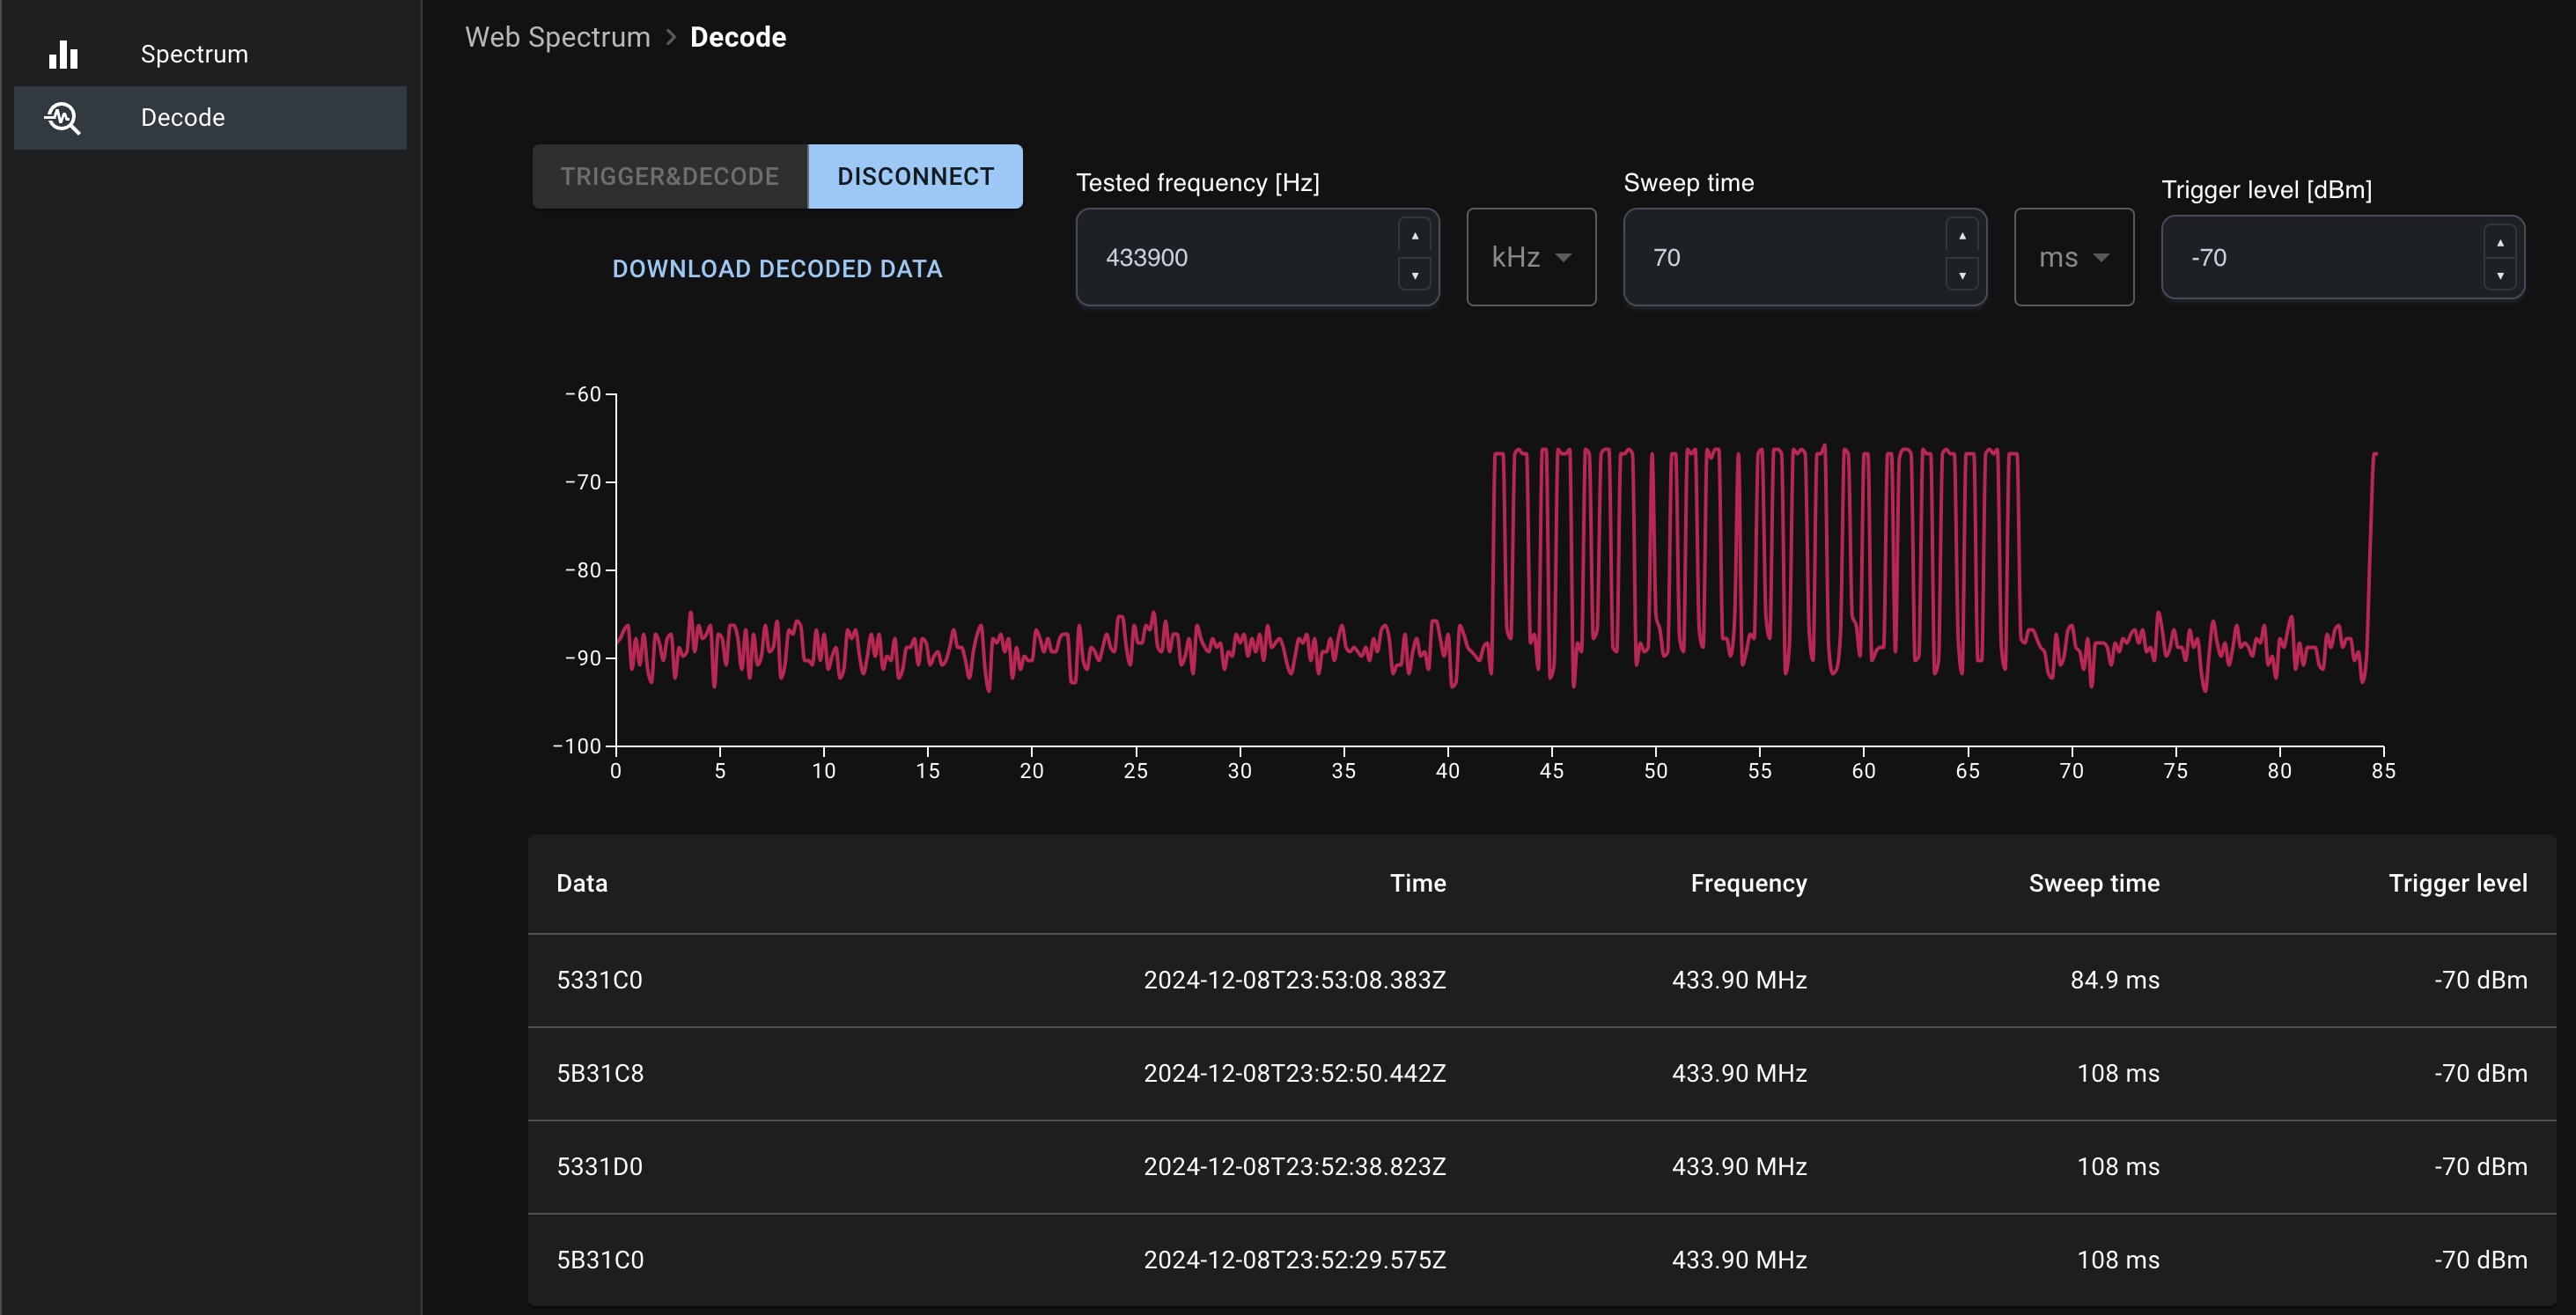 Spectrum
Decode
Web Spectrum > Decode
TRIGGER&DECODE DISCONNECT
DOWNLOAD DECODED DATA
Tested frequency [Hz] Sweep time Trigger level [dBm]
433900 kHz 70 ms -70
−60
−70
−80
−90
−100
0 5 10 15 20 25 30 35 40 45 50 55 60 65 70 75 80 85
Data Time Frequency Sweep time Trigger level
5331C0 2024-12-08T23:53:08.383Z 433.90 MHz 84.9 ms -70 dBm
5B31C8 2024-12-08T23:52:50.442Z 433.90 MHz 108 ms -70 dBm
5331D0 2024-12-08T23:52:38.823Z 433.90 MHz 108 ms -70 dBm
5B31C0 2024-12-08T23:52:29.575Z 433.90 MHz 108 ms -70 dBm